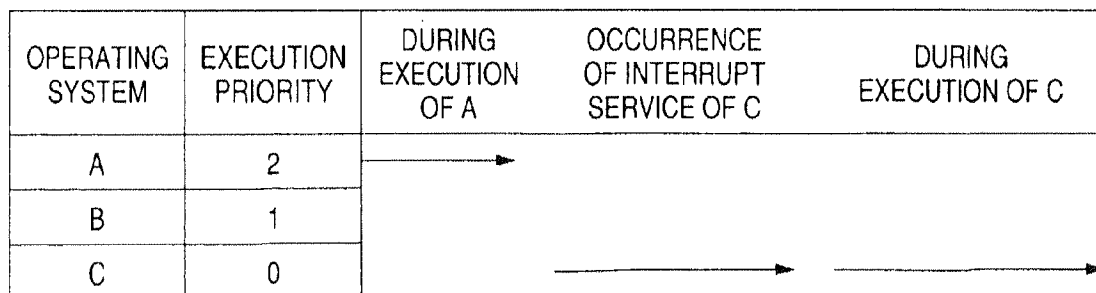 OPERATING
SYSTEM
EXECUTION
PRIORITY
DURING
EXECUTION
OF A
OCCURRENCE
OF INTERRUPT
SERVICE OF C
DURING
EXECUTION OF C
A 2
B 1
C 0